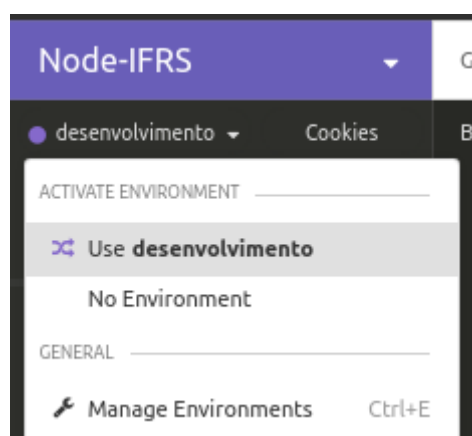 Node-IFRS
desenvolvimento Cookies
ACTIVATE ENVIRONMENT
Use desenvolvimento
No Environment
GENERAL
Manage Environments Ctrl+E